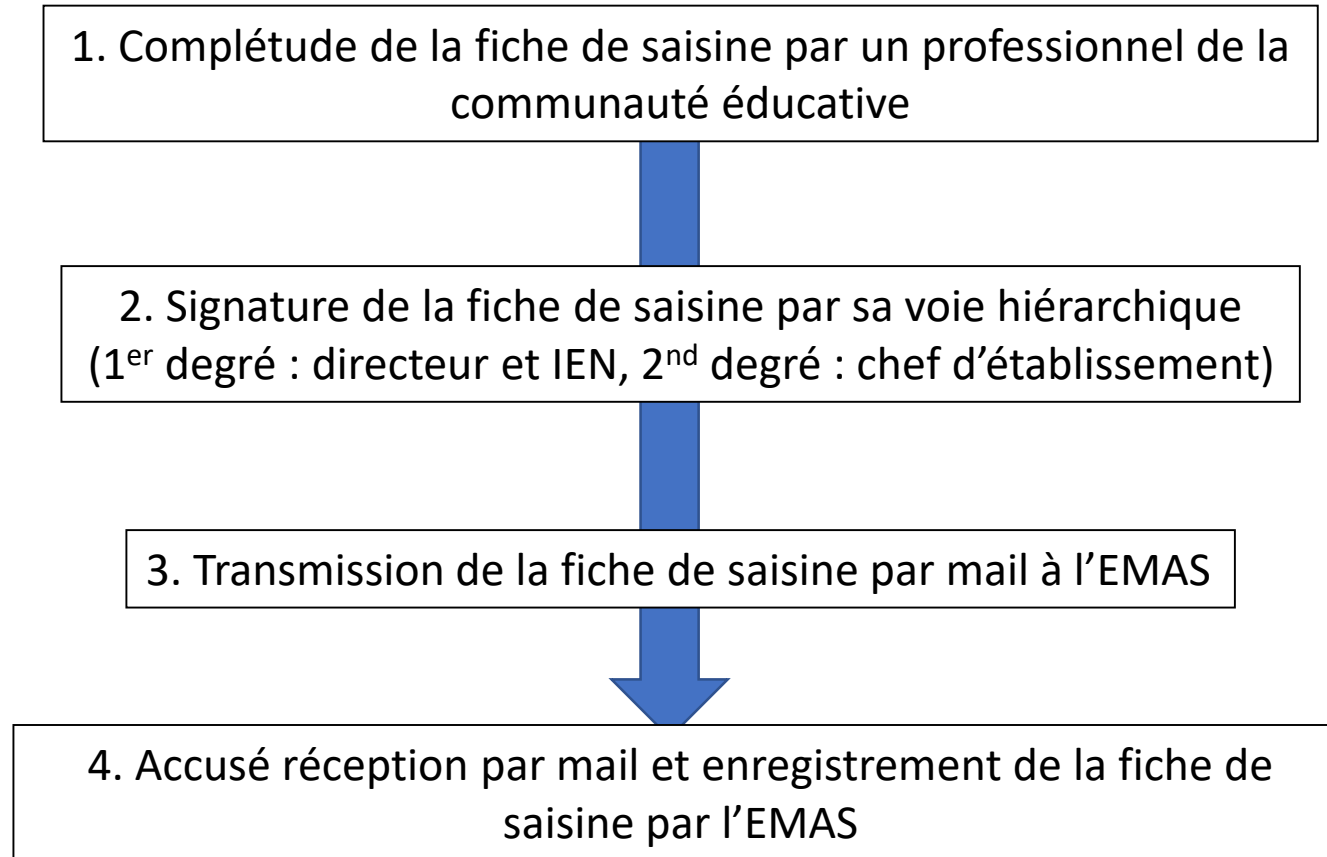 1. Complétude de la fiche de saisine par un professionnel de la
communauté éducative
2. Signature de la fiche de saisine par sa voie hiérarchique
(1er degré : directeur et IEN, 2nd degré : chef d’établissement)
3. Transmission de la fiche de saisine par mail à l’EMAS
4. Accusé réception par mail et enregistrement de la fiche de
saisine par l’EMAS